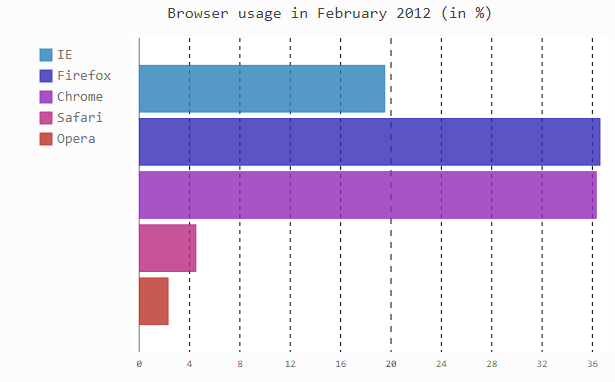 Browser usage in February 2012 (in %)
IE
Firefox
Chrome
Safari
Opera
0 4 8 12 16 20 24 28 32 36